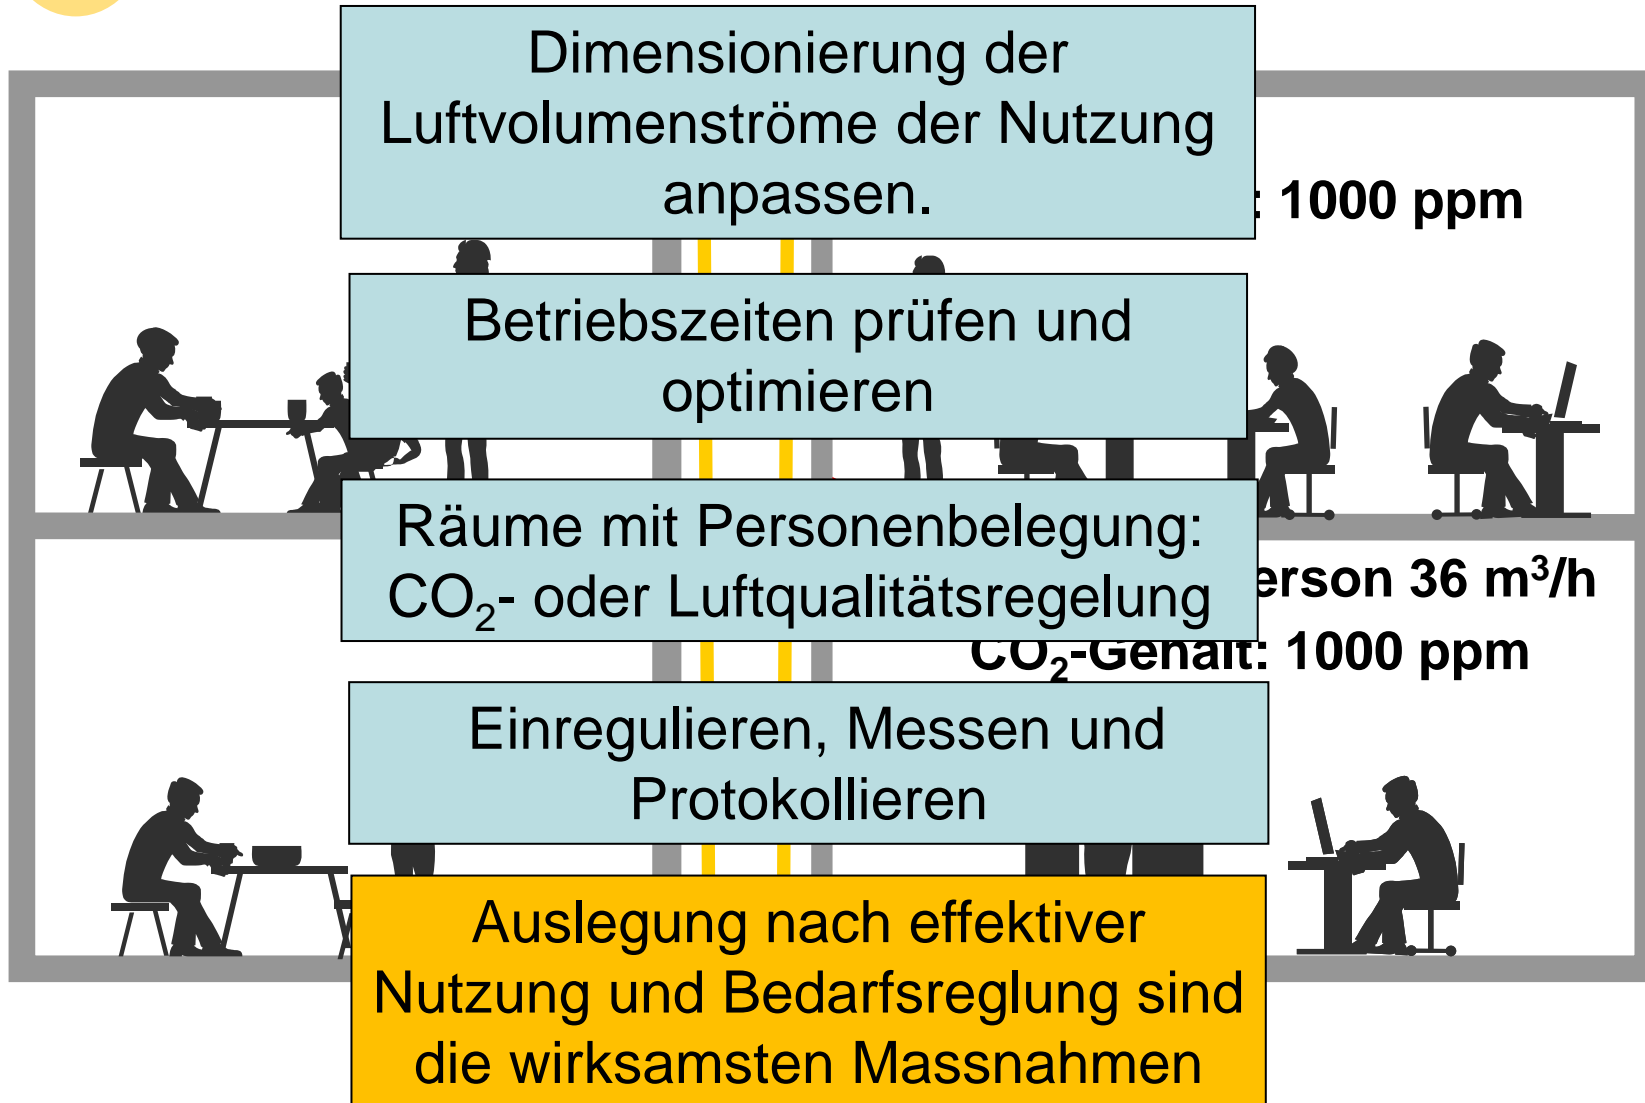 Dimensionierung der
Luftvolumenströme der Nutzung
anpassen.
: 1000 ppm
Betriebszeiten prüfen und
optimieren
Räume mit Personenbelegung:
CO₂- oder Luftqualitätsregelung
erson 36 m³/h
CO₂-Gehalt: 1000 ppm
Einregulieren, Messen und
Protokollieren
Auslegung nach effektiver
Nutzung und Bedarfsreglung sind
die wirksamsten Massnahmen